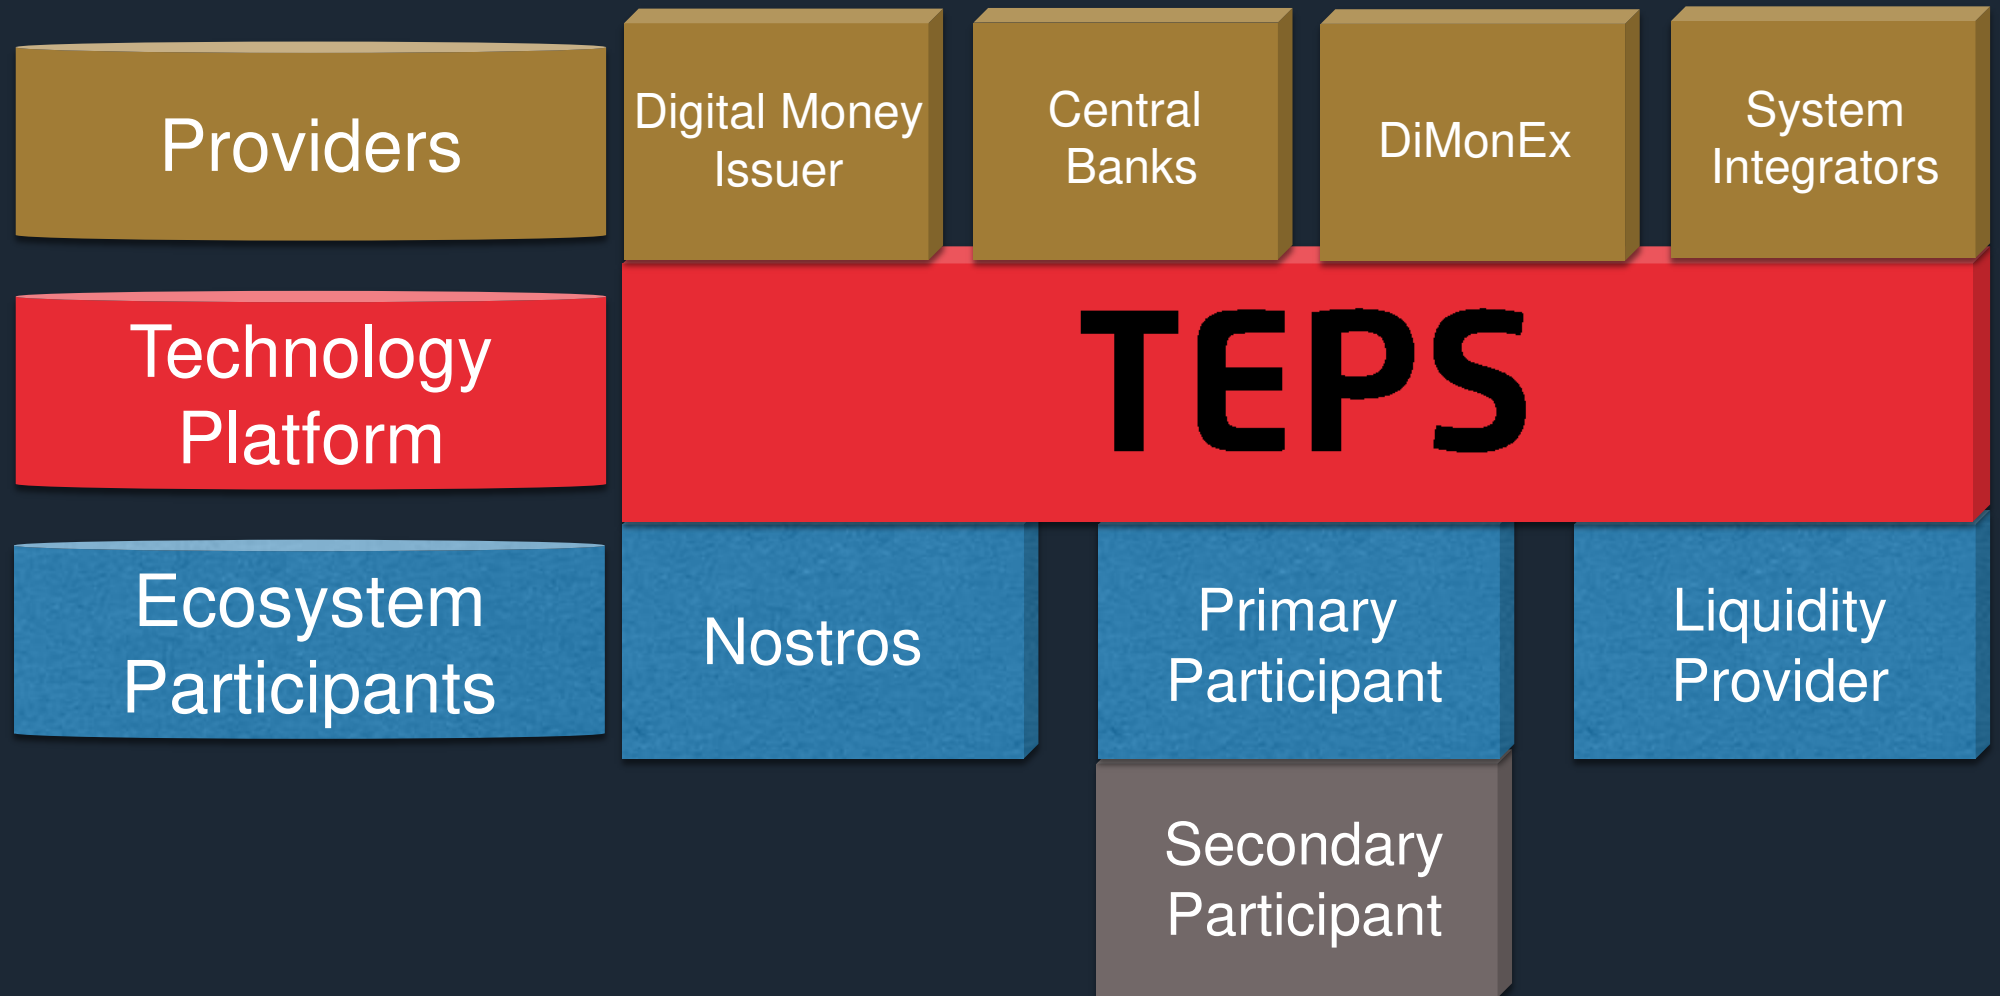 Providers
Digital Money
Issuer
Central
Banks
DiMonEx
System
Integrators
Technology
Platform
TEPS
Ecosystem
Participants
Nostros
Primary
Participant
Liquidity
Provider
Secondary
Participant